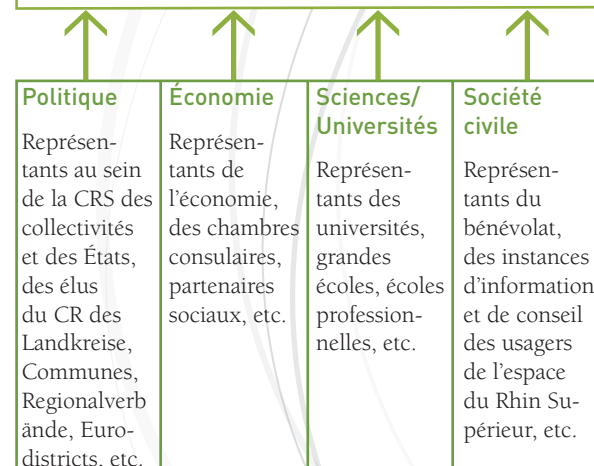 Politique
Représen-
tants au sein
de la CRS des
collectivités
et des États,
des élus
du CR des
Landkreise,
Communes,
Regionalverb
ände, Euro-
districts, etc.
Économie
Représen-
tants de
l'économie,
des chambres
consulaires,
partenaires
sociaux, etc.
Sciences/
Universités
Représen-
tants des
universités,
grandes
écoles, écoles
profession-
nelles, etc.
Société
civile
Représen-
tants du
bénévolat,
des instances
d'information
et de conseil
des usagers
de l'espace
du Rhin Su-
périeur, etc.